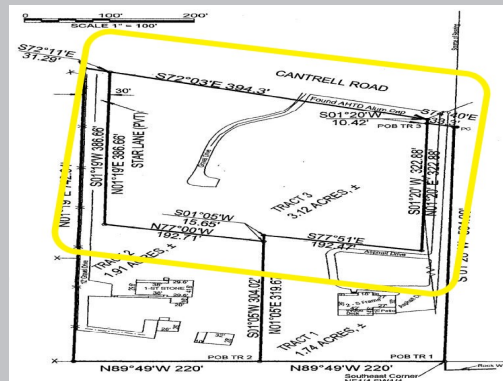 0 100' 200'
SCALE 1" = 100'
S72°11'E
31.29'
S72°03'E 394.3'
CANTRELL ROAD
Found AHTD Alum Cap
S01°20'W
10.42'
POB TR 3
30'
STAR LANE (PVT)
S01°19'W 386.66'
N01°19'E 386.66'
Gravel Drive
TRACT 3
3.12 ACRES, ±
S01°20'W 322.88'
N01°20'E 322.88'
S01°05'W
15.65'
N77°00'W
192.71'
S77°51'E
192.47'
Asphalt Drive
TRACT 2
1.91 ACRES, ±
1-ST STONE
S01°05'W 304.02'
N01°05'E 319.67'
TRACT 1
1.74 ACRES, ±
N89°49'W 220'
POB TR 2
N89°49'W 220'
POB TR 1
Southeast Corner